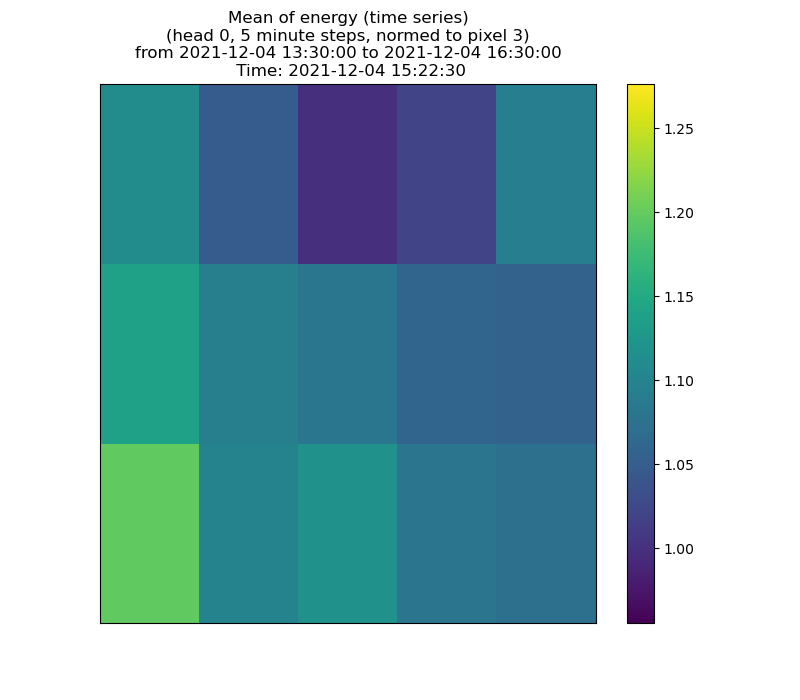 Mean of energy (time series)
(head 0, 5 minute steps, normed to pixel 3)
from 2021-12-04 13:30:00 to 2021-12-04 16:30:00
Time: 2021-12-04 15:22:30
1.25
1.20
1.15
1.10
1.05
1.00